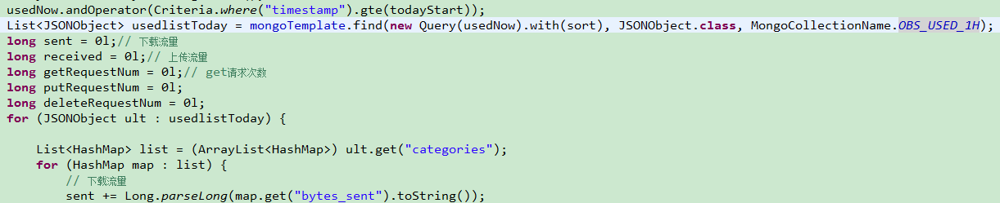 usedNow.andOperator(Criteria.where("timestamp").gte(todayStart));
List<JSONObject> usedlistToday = mongoTemplate.find(new Query(usedNow).with(sort), JSONObject.class, MongoCollectionName.OBS_USED_1H);
long sent = 0l;// 下载流量
long received = 0l;// 上传流量
long getRequestNum = 0l;// get请求次数
long putRequestNum = 0l;
long deleteRequestNum = 0l;
for (JSONObject ult : usedlistToday) {
List<HashMap> list = (ArrayList<HashMap>) ult.get("categories");
for (HashMap map : list) {
// 下载流量
sent += Long.parseLong(map.get("bytes_sent").toString());